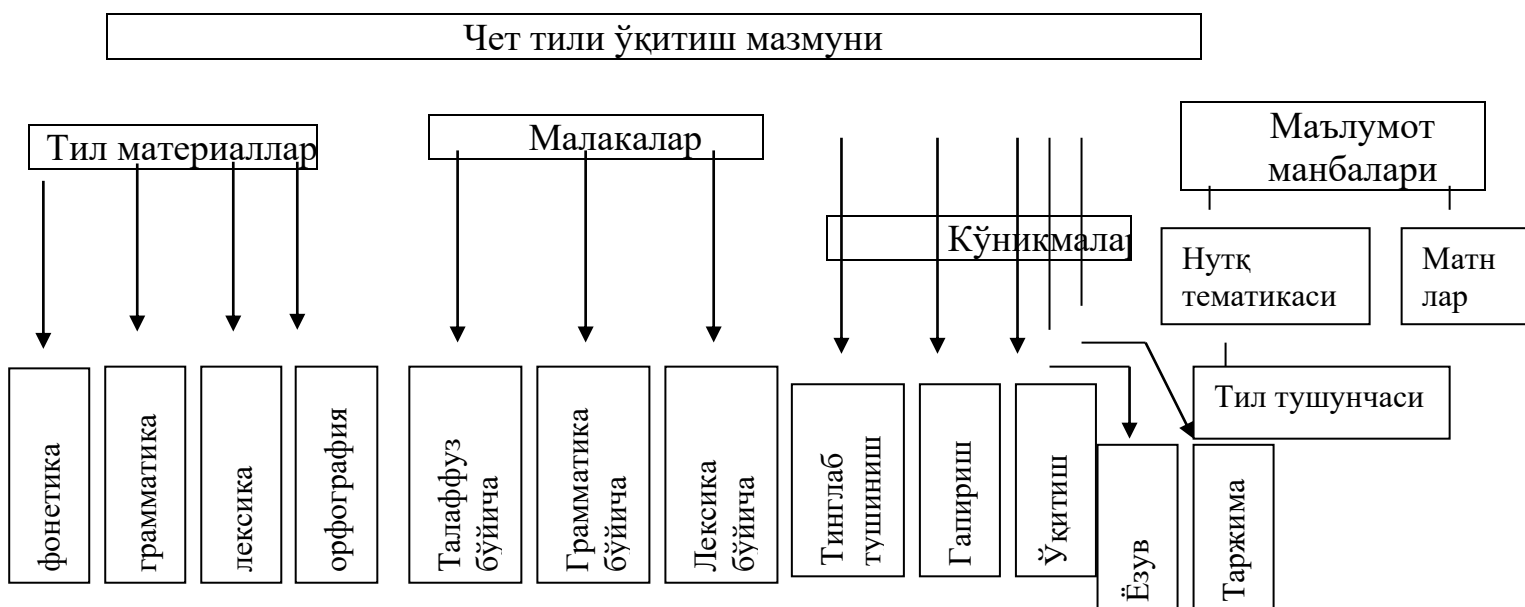 Чет тили ўқитиш мазмуни
Тил материаллар
Малакалар
Маълумот
манбалари
Кўникмалар
Нутқ
тематикаси
Матн
лар
Тил тушунчаси
фонетика
грамматика
лексика
орфография
Талаффуз
бўйича
Грамматика
бўйича
Лексика
бўйича
Тинглаб
тушиниш
Гапириш
Ўқитиш
Ёзув
Таржима